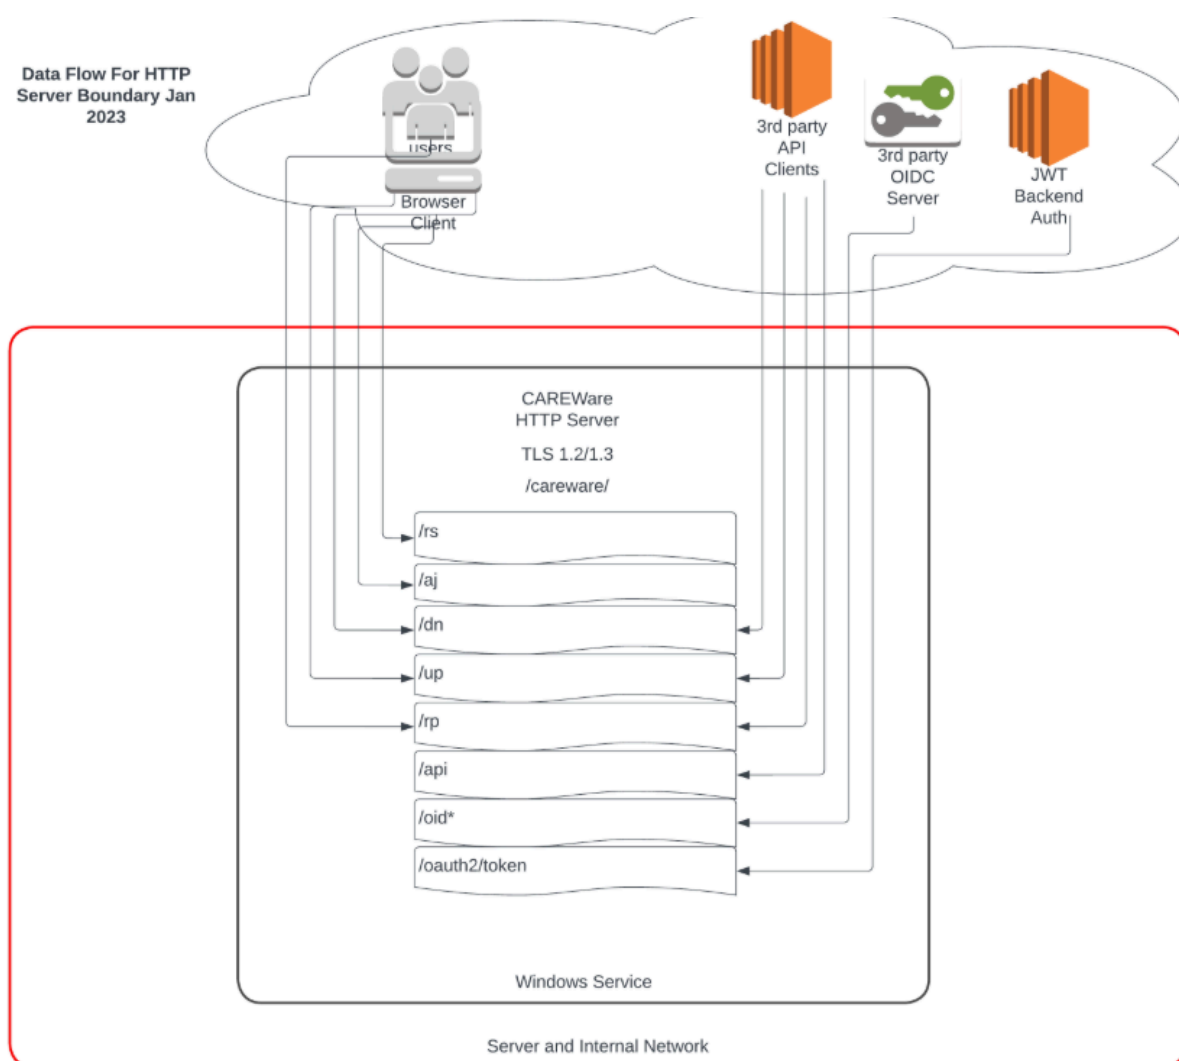 Data Flow For HTTP
Server Boundary Jan
2023
users
Browser
Client
3rd party
API
Clients
3rd party
OIDC
Server
JWT
Backend
Auth
CAREWare
HTTP Server
TLS 1.2/1.3
/careware/
/rs
/aj
/dn
/up
/rp
/api
/oid*
/oauth2/token
Windows Service
Server and Internal Network